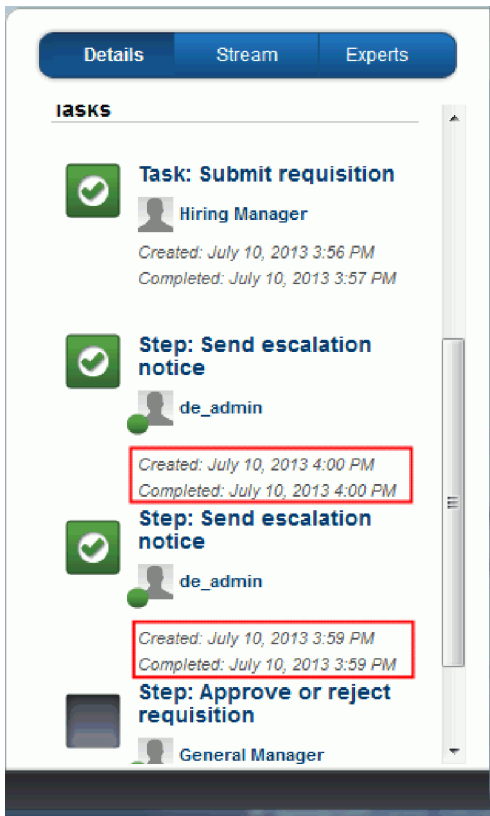 Details Stream Experts
Tasks
Task: Submit requisition
Hiring Manager
Created: July 10, 2013 3:56 PM
Completed: July 10, 2013 3:57 PM
Step: Send escalation
notice
de_admin
Created: July 10, 2013 4:00 PM
Completed: July 10, 2013 4:00 PM
Step: Send escalation
notice
de_admin
Created: July 10, 2013 3:59 PM
Completed: July 10, 2013 3:59 PM
Step: Approve or reject
requisition
General Manager